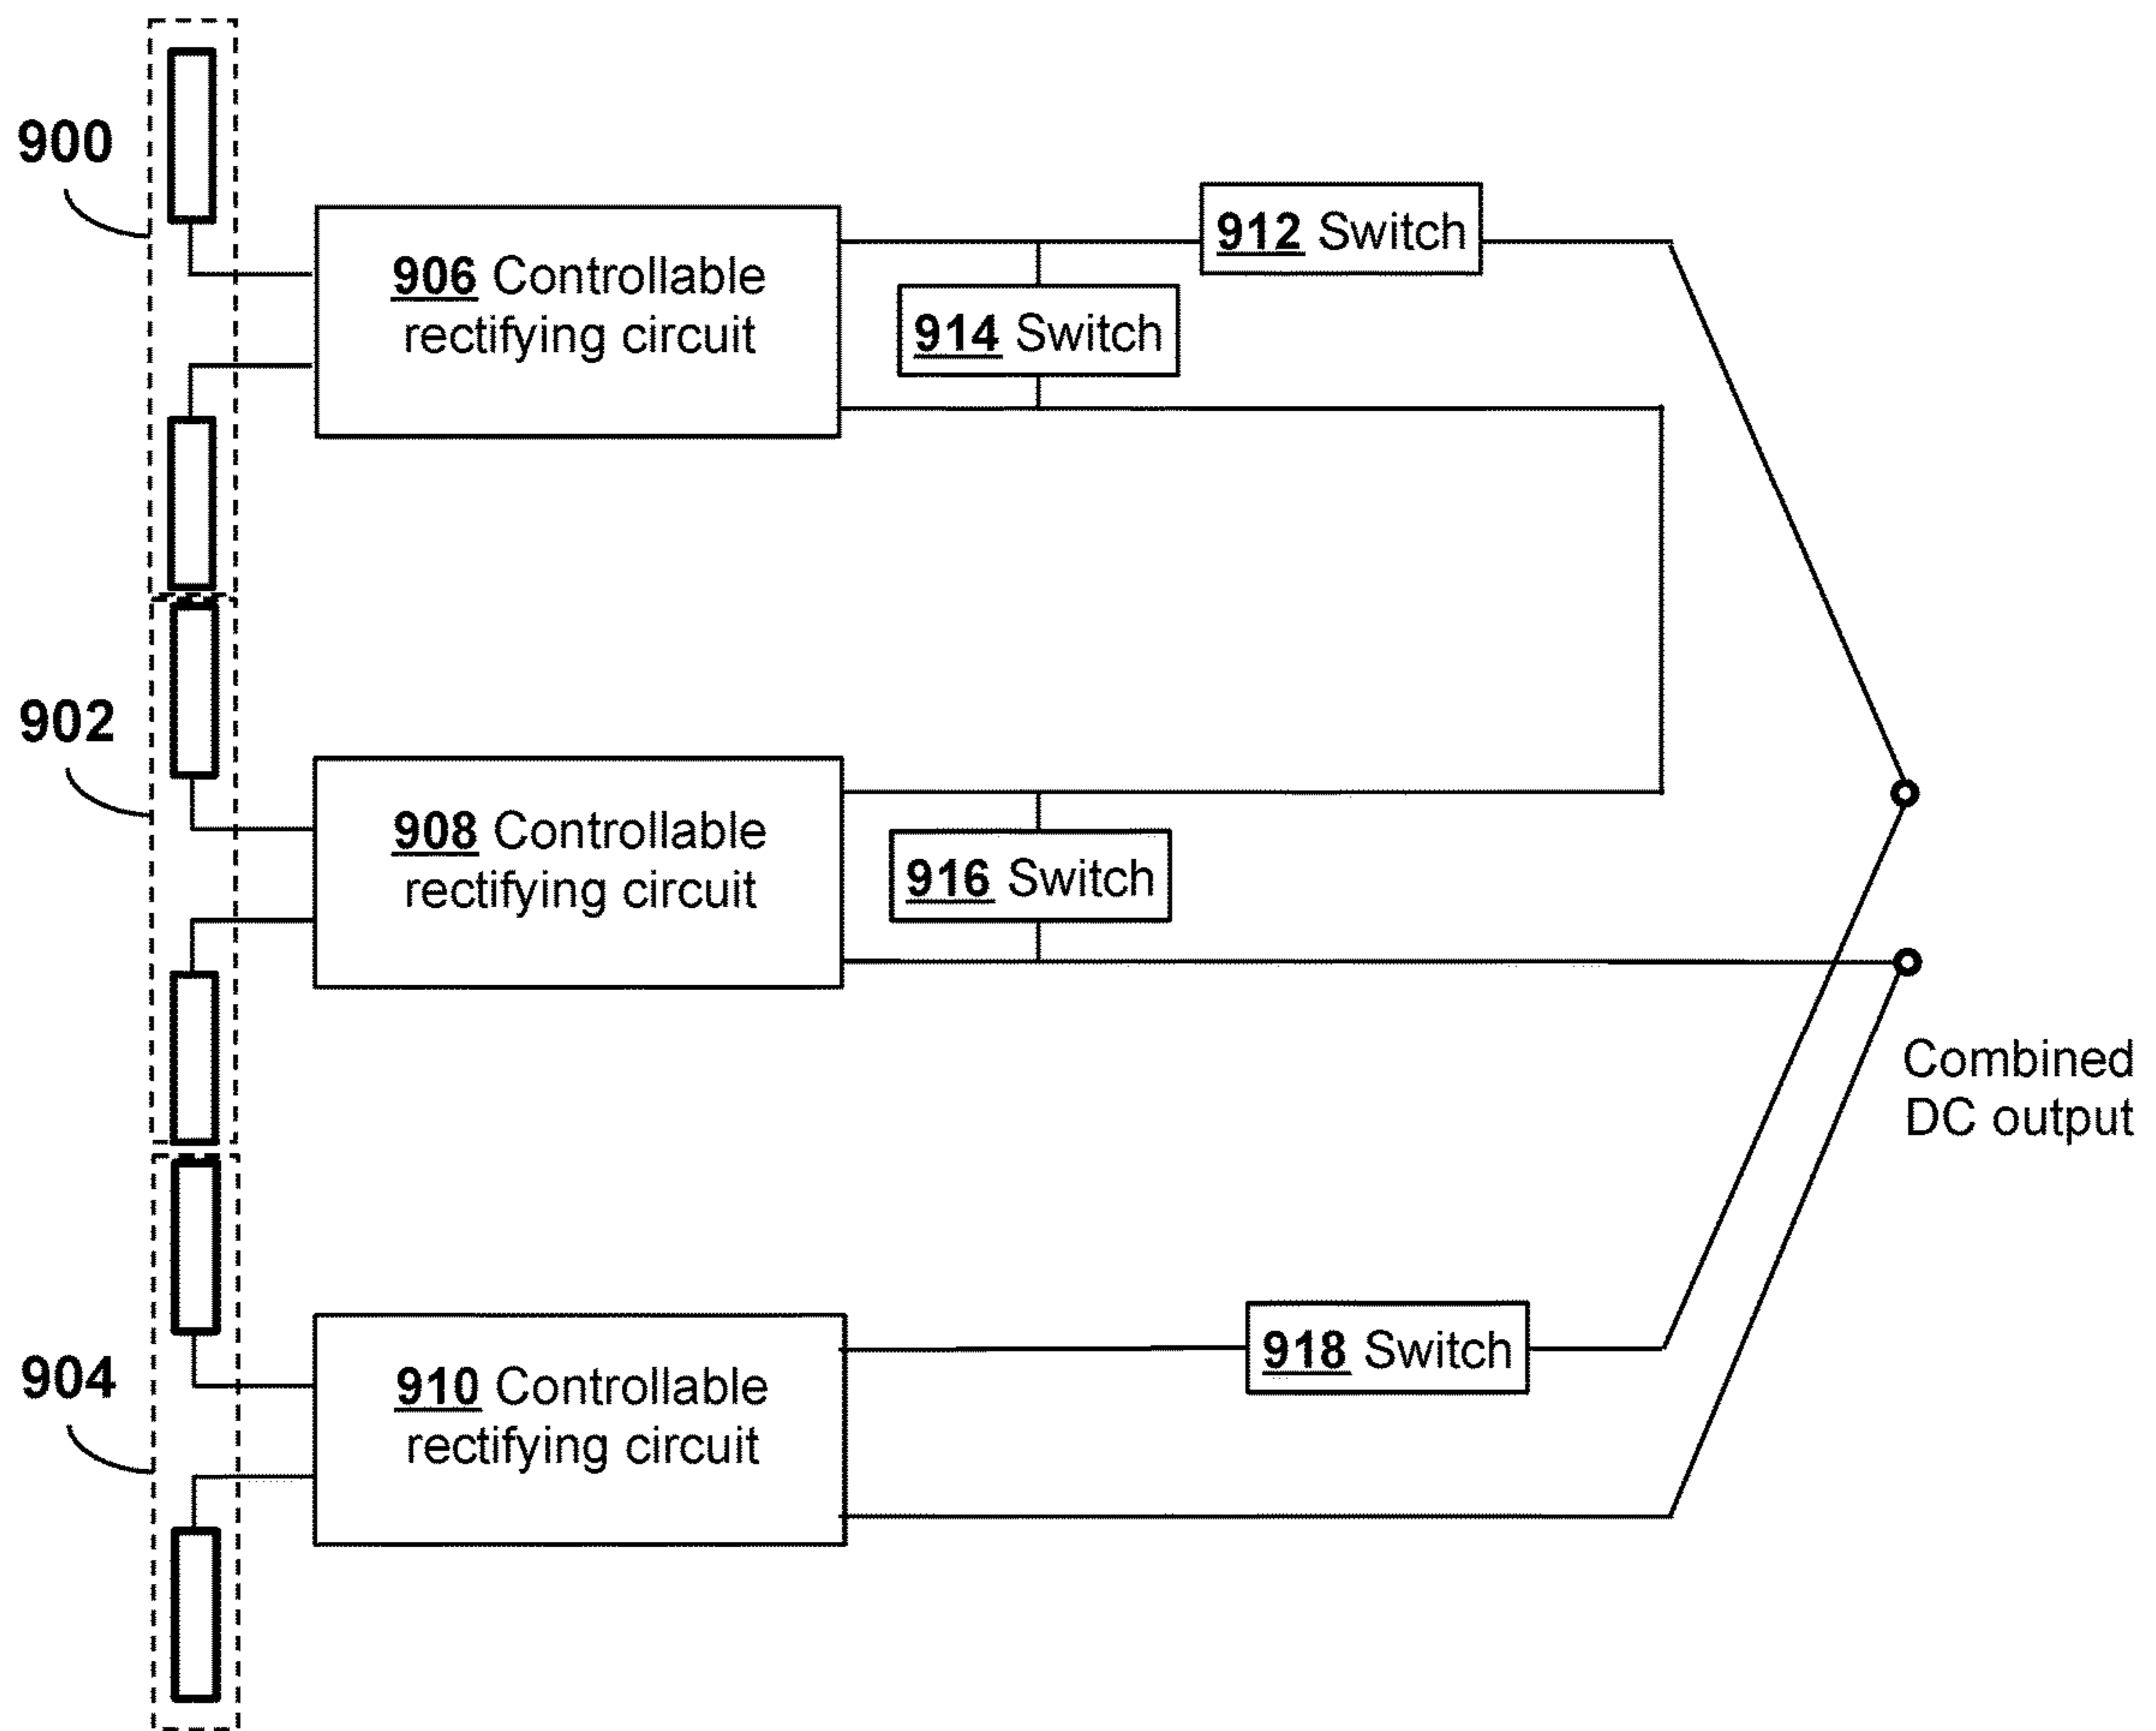 900
912 Switch
906 Controllable
rectifying circuit
914 Switch
902
908 Controllable
rectifying circuit
916 Switch
Combined
DC output
904
910 Controllable
rectifying circuit
918 Switch